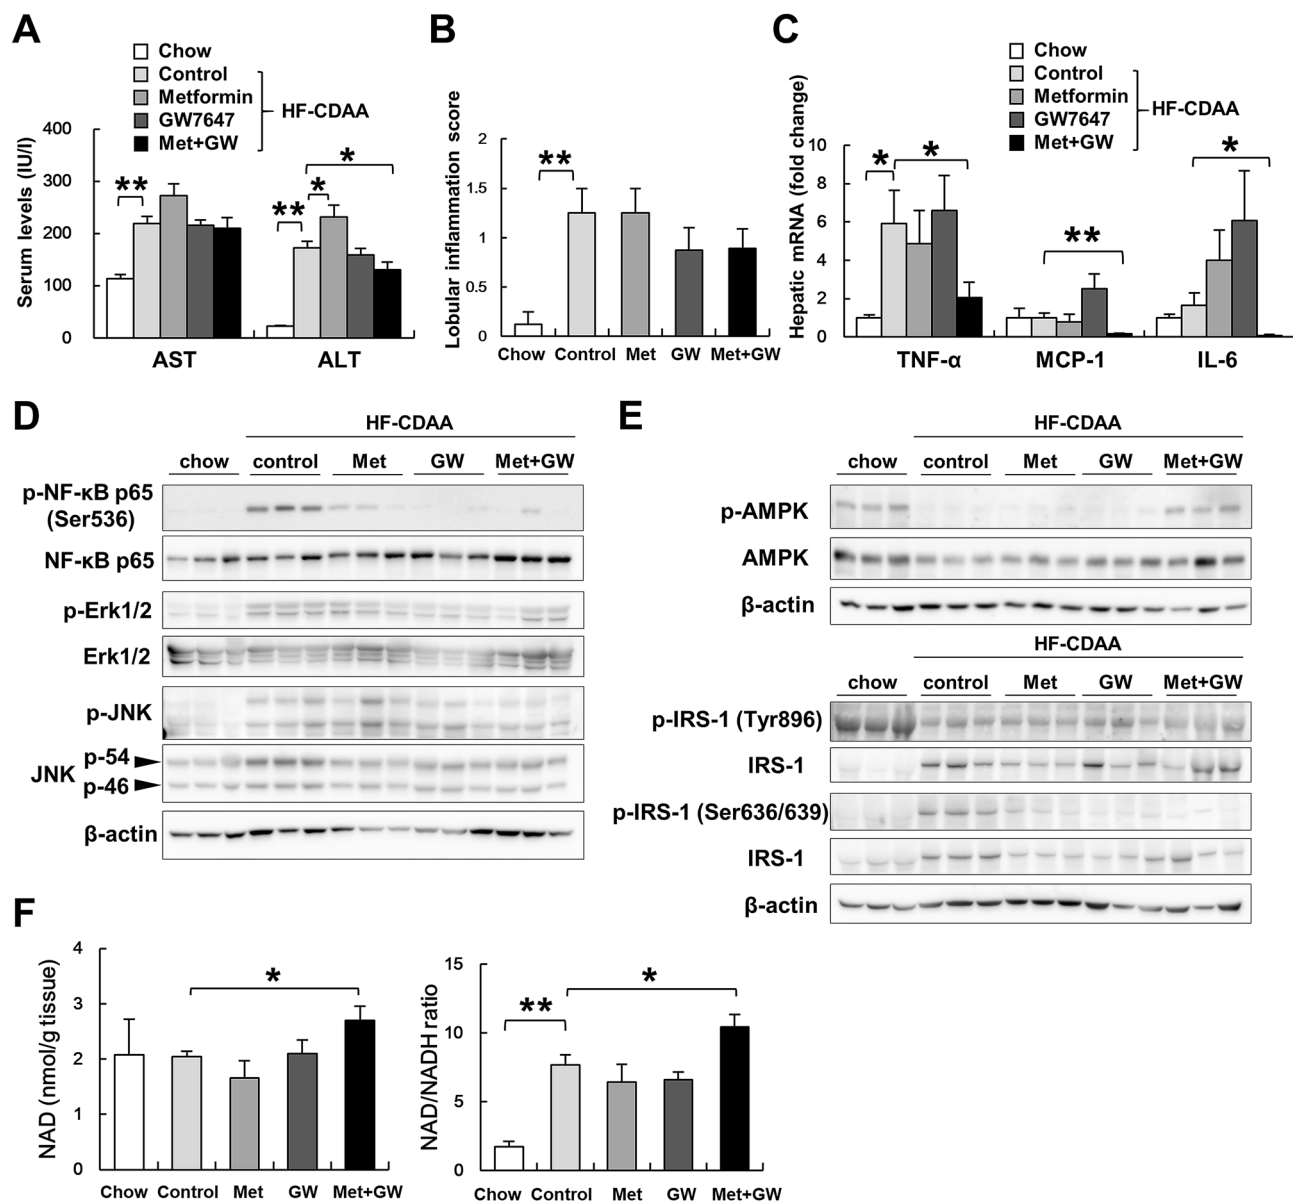 A
Chow
Control
Metformin
GW7647
Met+GW
HF-CDAA
Serum levels (IU/l)
400
300
200
100
0
**
**
*
*
AST
ALT
B
Lobular inflammation score
2
1.5
1
0.5
0
**
Chow
Control
Met
GW
Met+GW
C
Chow
Control
Metformin
GW7647
Met+GW
HF-CDAA
Hepatic mRNA (fold change)
10
8
6
4
2
0
*
*
**
*
TNF-α
MCP-1
IL-6
D
HF-CDAA
chow
control
Met
GW
Met+GW
p-NF-κB p65
(Ser536)
NF-κB p65
p-Erk1/2
Erk1/2
p-JNK
JNK
p-54
p-46
β-actin
E
HF-CDAA
chow
control
Met
GW
Met+GW
p-AMPK
AMPK
β-actin
HF-CDAA
chow
control
Met
GW
Met+GW
p-IRS-1 (Tyr896)
IRS-1
p-IRS-1 (Ser636/639)
IRS-1
β-actin
F
NAD (nmol/g tissue)
4
3
2
1
0
*
Chow
Control
Met
GW
Met+GW
NAD/NADH ratio
15
10
5
0
**
*
Chow
Control
Met
GW
Met+GW